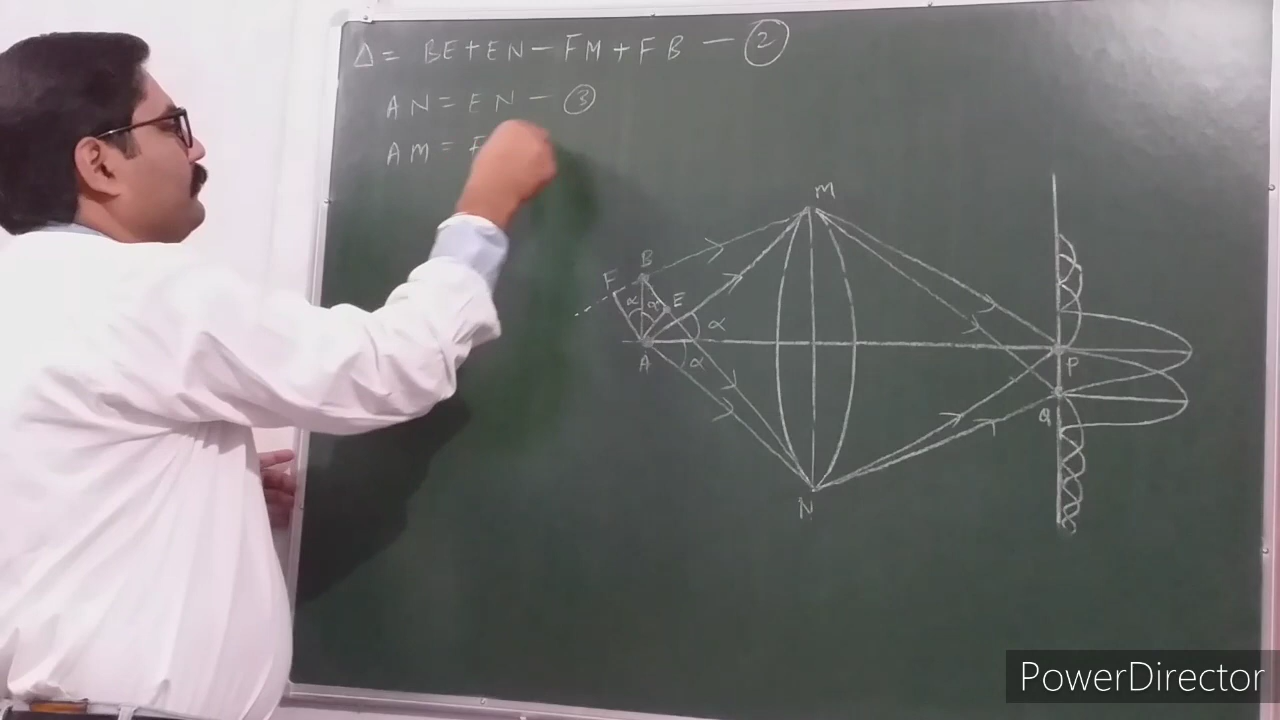 Δ = BE + EN - FM + FB - ②
AN = EN - ③
AM = F
M
B
F
E
α α
α
A
α
P
Q
N
PowerDirector